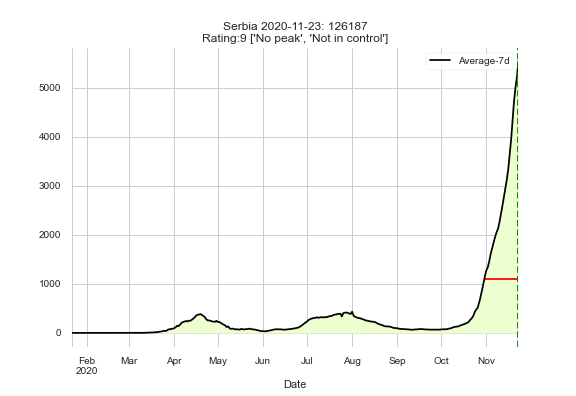 Serbia 2020-11-23: 126187
Rating:9 ['No peak', 'Not in control']
Average-7d
5000
4000
3000
2000
1000
0
Feb Mar Apr May Jun Jul Aug Sep Oct Nov
2020
Date